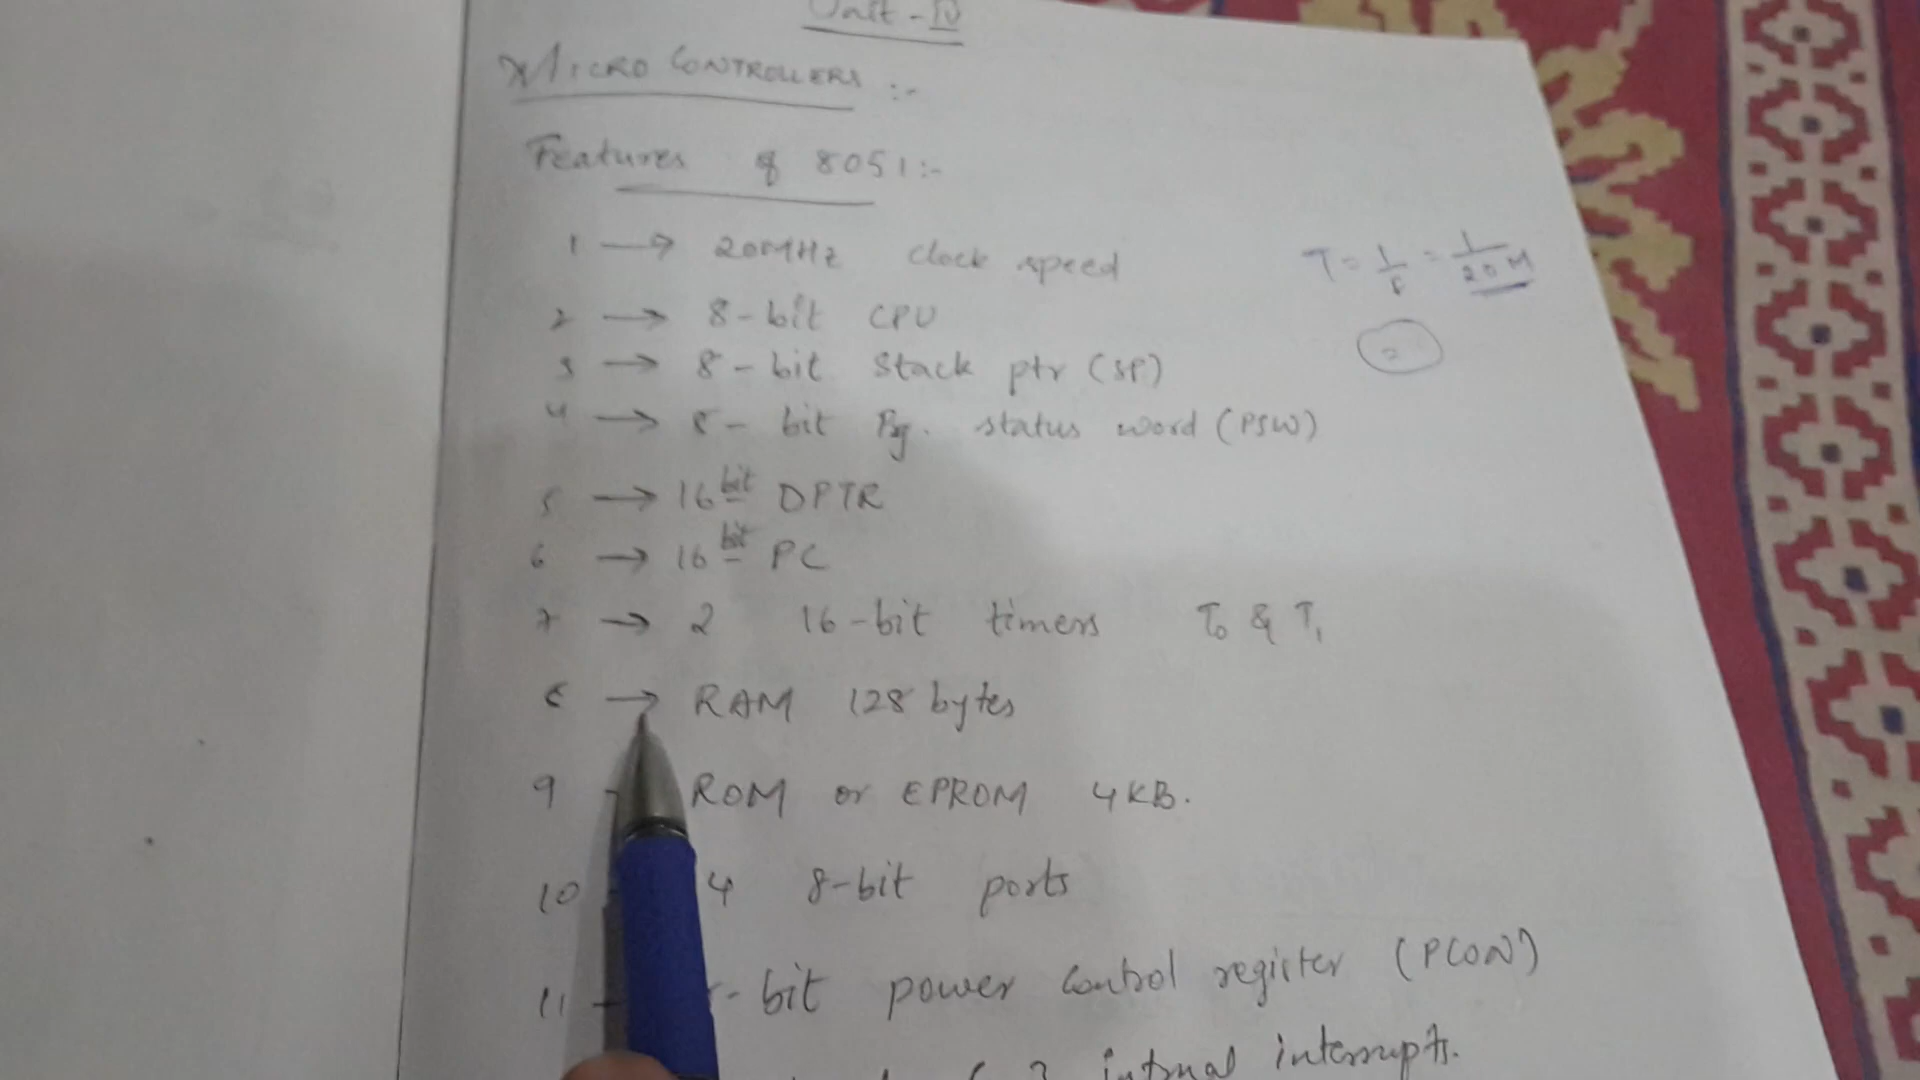 Unit - IV
MICRO CONTROLLERS :-
Features of 8051:-
1 → 20MHz clock speed
T = 1/f = 1/20M
2 → 8-bit CPU
3 → 8-bit Stack ptr (SP)
4 → 8-bit Pg. status word (PSW)
5 → 16 bit DPTR
6 → 16 bit PC
7 → 2 16-bit timers T0 & T1
8 → RAM 128 bytes
9 ROM or EPROM 4KB.
10 4 8-bit ports
11 -bit power control register (PCON)
3 internal interrupts.